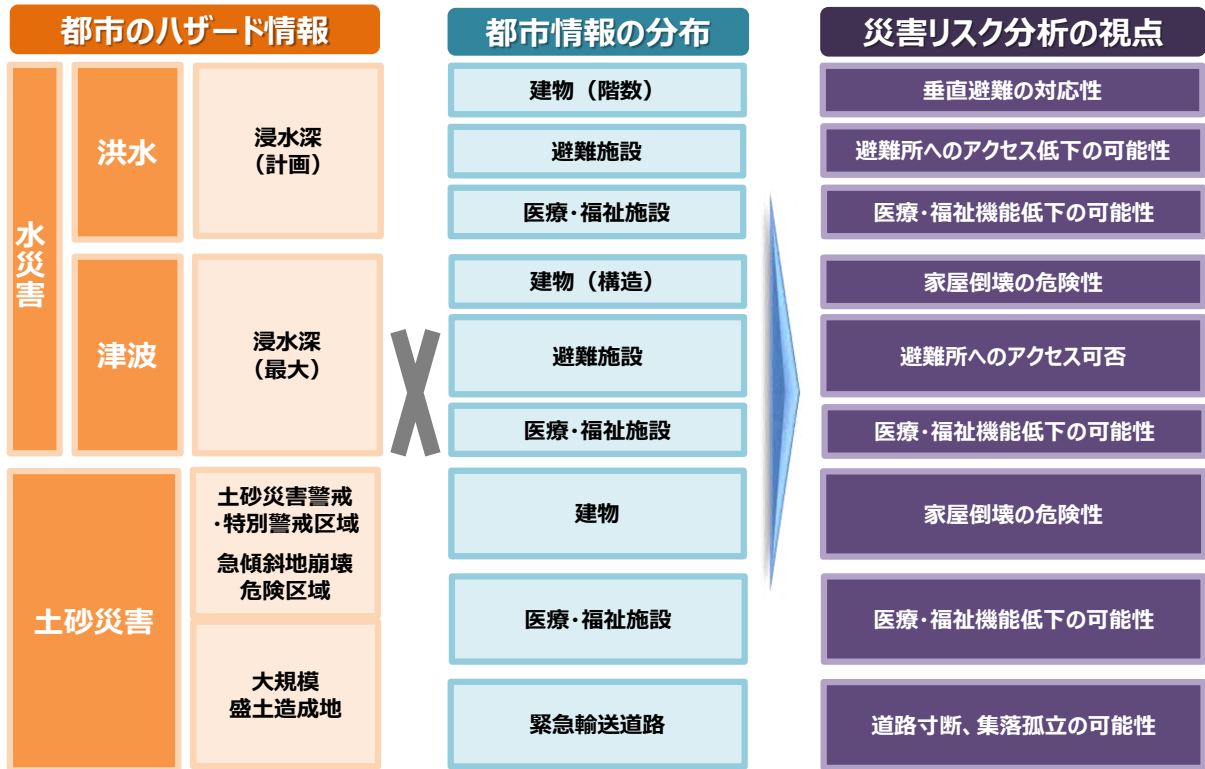 都市のハザード情報
都市情報の分布
災害リスク分析の視点
水災害
洪水
浸水深
（計画）
建物（階数）
垂直避難の対応性
避難施設
避難所へのアクセス低下の可能性
医療・福祉施設
医療・福祉機能低下の可能性
津波
浸水深
（最大）
建物（構造）
家屋倒壊の危険性
避難施設
避難所へのアクセス可否
医療・福祉施設
医療・福祉機能低下の可能性
土砂災害
土砂災害警戒
・特別警戒区域
急傾斜地崩壊
危険区域
大規模
盛土造成地
建物
家屋倒壊の危険性
医療・福祉施設
医療・福祉機能低下の可能性
緊急輸送道路
道路寸断、集落孤立の可能性